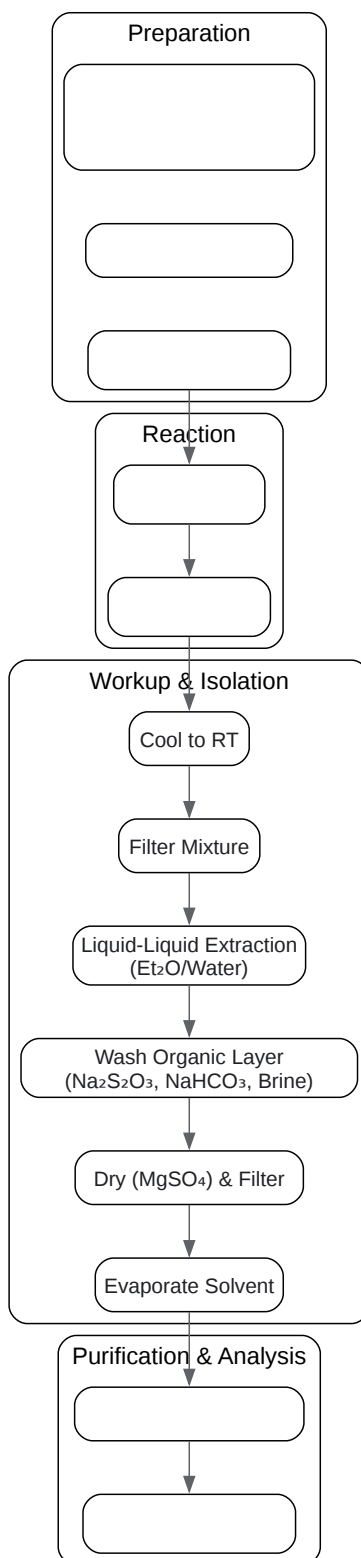 Preparation
Reaction
Workup & Isolation
Cool to RT
Filter Mixture
Liquid-Liquid Extraction
(Et₂O/Water)
Wash Organic Layer
(Na₂S₂O₃, NaHCO₃, Brine)
Dry (MgSO₄) & Filter
Evaporate Solvent
Purification & Analysis